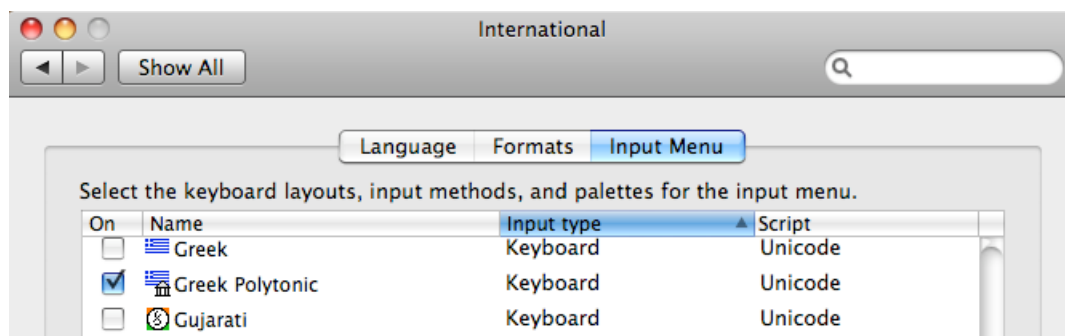 International
Show All
Language Formats Input Menu
Select the keyboard layouts, input methods, and palettes for the input menu.
On Name Input type Script
Greek Keyboard Unicode
Greek Polytonic Keyboard Unicode
Gujarati Keyboard Unicode